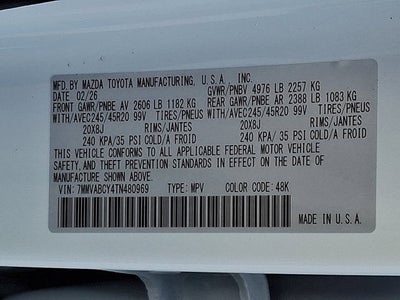 MFD BY MAZDA TOYOTA MANUFACTURING, U.S.A., INC.
DATE 02/26 GVWR/PNBV 4976 LB 2257 KG
FRONT GAWR/PNBE AV 2606 LB 1182 KG REAR GAWR/PNBE AR 2388 LB 1083 KG
WITH/AVEC245/45R20 99V TIRES/PNEUS WITH/AVEC245/45R20 99V TIRES/PNEUS
20X8J RIMS/JANTES 20X8J RIMS/JANTES
240 KPA/35 PSI COLD/A FROID 240 KPA/ 35 PSI COLD/A FROID
THIS VEHICLE CONFORMS TO ALL APPLICABLE FEDERAL MOTOR VEHICLE
SAFETY, AND THEFT PREVENTION STANDARDS IN EFFECT ON THE DATE OF
MANUFACTURE SHOWN ABOVE.
VIN: 7MMVABCY4TN480969 TYPE: MPV COLOR CODE: 48K
MADE IN U.S.A.